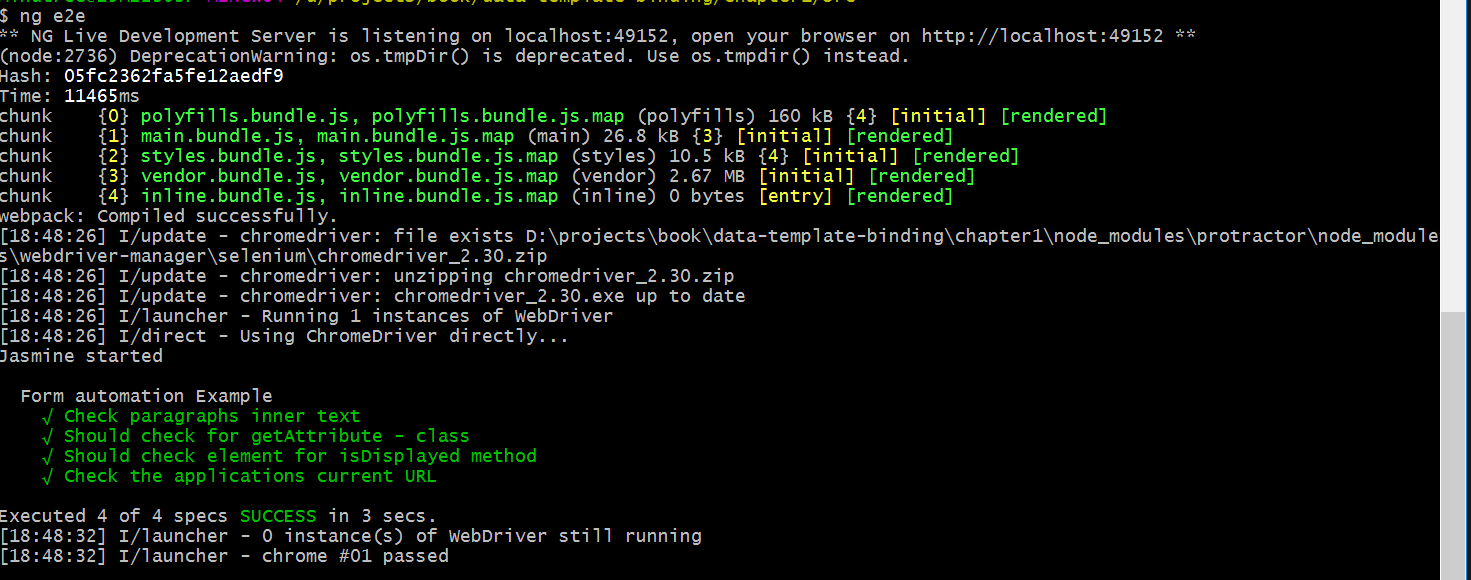 $ ng e2e
** NG Live Development Server is listening on localhost:49152, open your browser on http://localhost:49152 **
(node:2736) DeprecationWarning: os.tmpDir() is deprecated. Use os.tmpdir() instead.
Hash: 05fc2362fa5fe12aedf9
Time: 11465ms
chunk    {0} polyfills.bundle.js, polyfills.bundle.js.map (polyfills) 160 kB {4} [initial] [rendered]
chunk    {1} main.bundle.js, main.bundle.js.map (main) 26.8 kB {3} [initial] [rendered]
chunk    {2} styles.bundle.js, styles.bundle.js.map (styles) 10.5 kB {4} [initial] [rendered]
chunk    {3} vendor.bundle.js, vendor.bundle.js.map (vendor) 2.67 MB [initial] [rendered]
chunk    {4} inline.bundle.js, inline.bundle.js.map (inline) 0 bytes [entry] [rendered]
webpack: Compiled successfully.
[18:48:26] I/update - chromedriver: file exists D:\projects\book\data-template-binding\chapter1\node_modules\protractor\node_module
s\webdriver-manager\selenium\chromedriver_2.30.zip
[18:48:26] I/update - chromedriver: unzipping chromedriver_2.30.zip
[18:48:26] I/update - chromedriver: chromedriver_2.30.exe up to date
[18:48:26] I/launcher - Running 1 instances of WebDriver
[18:48:26] I/direct - Using ChromeDriver directly...
Jasmine started
Form automation Example
√ Check paragraphs inner text
√ Should check for getAttribute - class
√ Should check element for isDisplayed method
√ Check the applications current URL
Executed 4 of 4 specs SUCCESS in 3 secs.
[18:48:32] I/launcher - 0 instance(s) of WebDriver still running
[18:48:32] I/launcher - chrome #01 passed